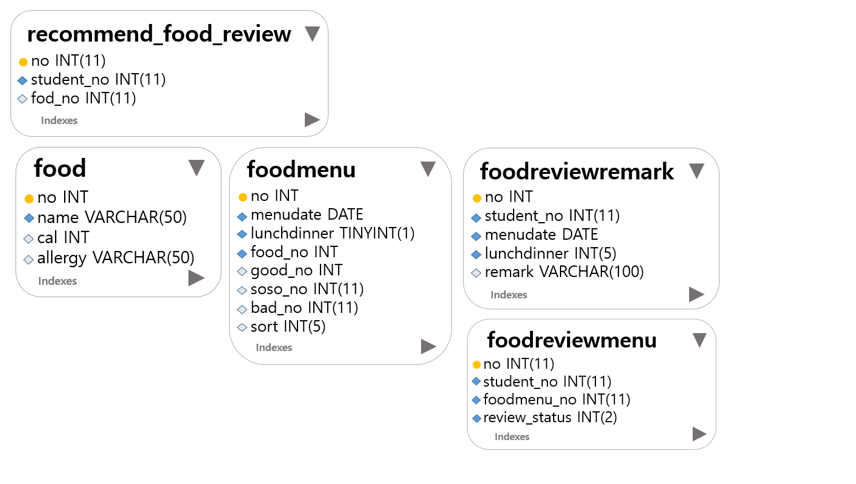 recommend_food_review
no INT(11)
student_no INT(11)
fod_no INT(11)
Indexes
food
no INT
name VARCHAR(50)
cal INT
allergy VARCHAR(50)
Indexes
foodmenu
no INT
menudate DATE
lunchdinner TINYINT(1)
food_no INT
good_no INT
soso_no INT(11)
bad_no INT(11)
sort INT(5)
Indexes
foodreviewremark
no INT
student_no INT(11)
menudate DATE
lunchdinner INT(5)
remark VARCHAR(100)
Indexes
foodreviewmenu
no INT(11)
student_no INT(11)
foodmenu_no INT(11)
review_status INT(2)
Indexes